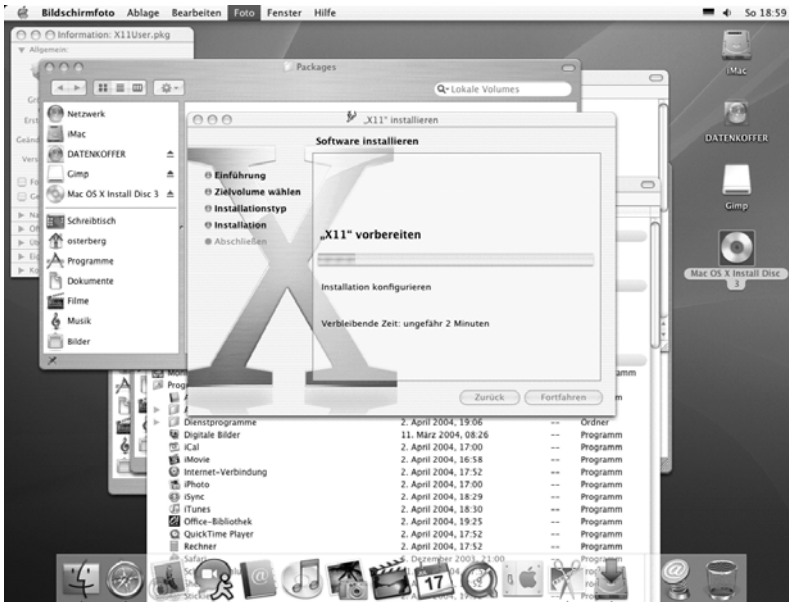 Bildschirmfoto Ablage Bearbeiten Foto Fenster Hilfe So 18:59
Information: X11User.pkg
Allgemein:
Packages
Lokale Volumes
Netzwerk
iMac
DATENKOFFER
Gimp
Mac OS X Install Disc 3
Schreibtisch
osterberg
Programme
Dokumente
Filme
Musik
Bilder
„X11“ installieren
Software installieren
Einführung
Zielvolume wählen
Installationstyp
Installation
Abschließen
„X11“ vorbereiten
Installation konfigurieren
Verbleibende Zeit: ungefähr 2 Minuten
Zurück Fortfahren
iMac
DATENKOFFER
Gimp
Mac OS X Install Disc
3
Dienstprogramme 2. April 2004, 19:06 -- Ordner
Digitale Bilder 11. März 2004, 08:26 -- Programm
iCal 2. April 2004, 17:00 -- Programm
iMovie 2. April 2004, 16:58 -- Programm
Internet-Verbindung 2. April 2004, 17:52 -- Programm
iPhoto 2. April 2004, 17:00 -- Programm
iSync 2. April 2004, 18:29 -- Programm
iTunes 2. April 2004, 18:30 -- Programm
Office-Bibliothek 2. April 2004, 19:25 -- Programm
QuickTime Player 2. April 2004, 17:52 -- Programm
Rechner 2. April 2004, 17:52 -- Programm
Safari 6. Dezember 2003, 21:00
17